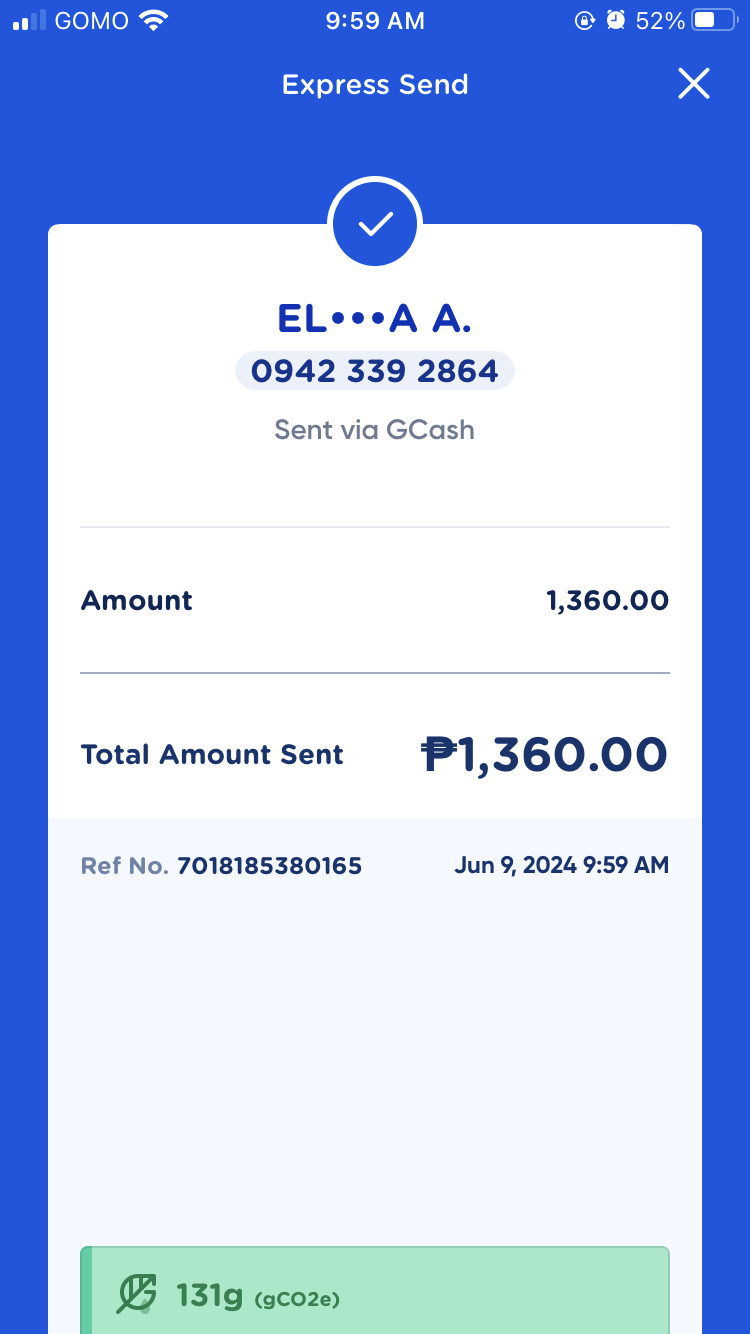 GOMO 9:59 AM 52%
Express Send
EL•••A A.
0942 339 2864
Sent via GCash
Amount 1,360.00
Total Amount Sent ₱1,360.00
Ref No. 7018185380165 Jun 9, 2024 9:59 AM
131g (gCO2e)